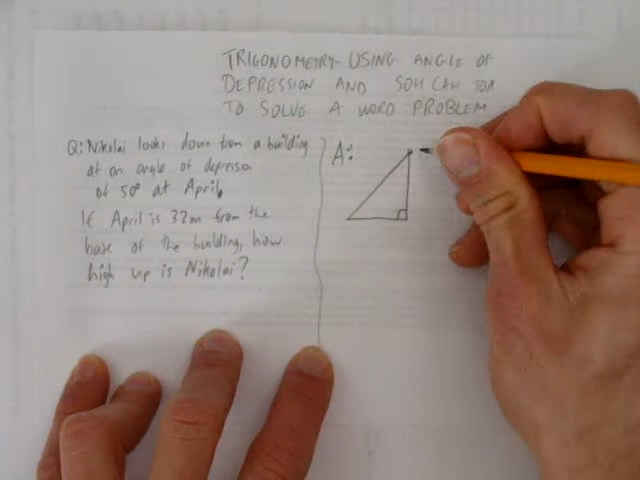 TRIGONOMETRY - USING ANGLE OF
DEPRESSION AND SOH CAH TOA
TO SOLVE A WORD PROBLEM
Q: Nikolai looks down from a building
at an angle of depression
of 50° at April.
If April is 32m from the
base of the building, how
high up is Nikolai?
A: